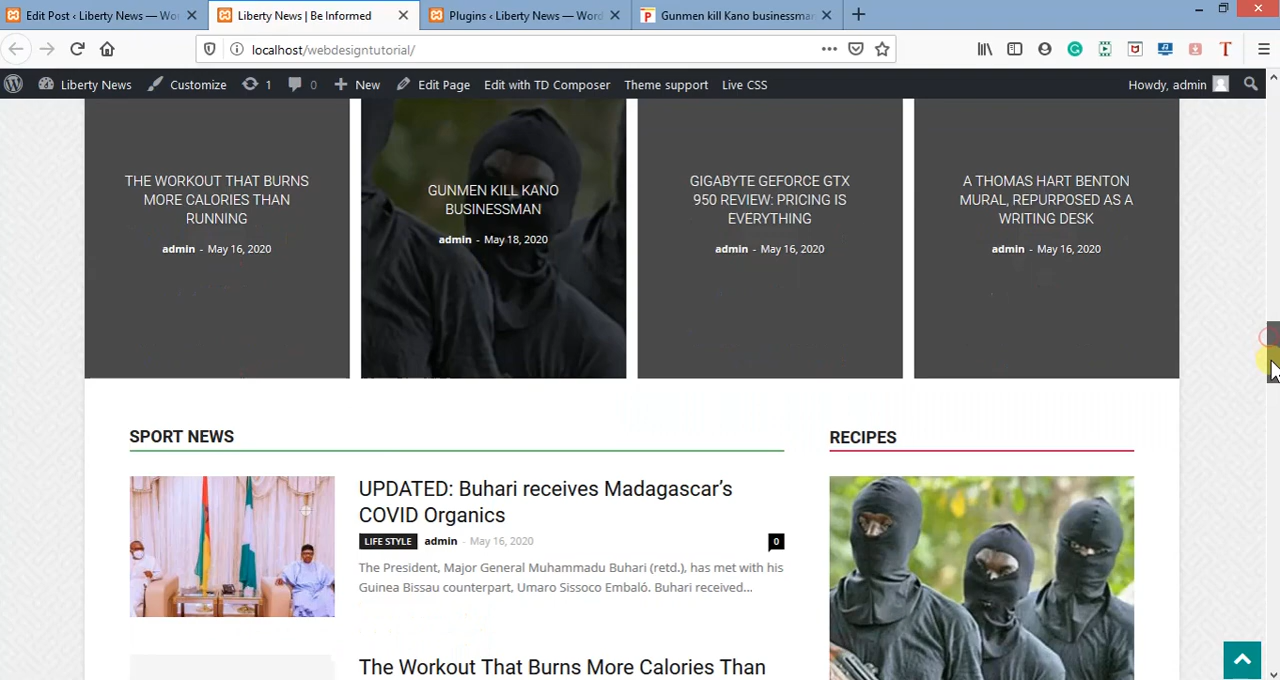 Edit Post ‹ Liberty News — Wo
Liberty News | Be Informed
Plugins ‹ Liberty News — Word
Gunmen kill Kano businessmar
localhost/webdesigntutorial/
Liberty News
Customize
1
0
New
Edit Page
Edit with TD Composer
Theme support
Live CSS
Howdy, admin
THE WORKOUT THAT BURNS
MORE CALORIES THAN
RUNNING
admin - May 16, 2020
GUNMEN KILL KANO
BUSINESSMAN
admin - May 18, 2020
GIGABYTE GEFORCE GTX
950 REVIEW: PRICING IS
EVERYTHING
admin - May 16, 2020
A THOMAS HART BENTON
MURAL, REPURPOSED AS A
WRITING DESK
admin - May 16, 2020
SPORT NEWS
UPDATED: Buhari receives Madagascar's
COVID Organics
LIFE STYLE admin - May 16, 2020 0
The President, Major General Muhammadu Buhari (retd.), has met with his
Guinea Bissau counterpart, Umaro Sissoco Embaló. Buhari received...
The Workout That Burns More Calories Than
RECIPES